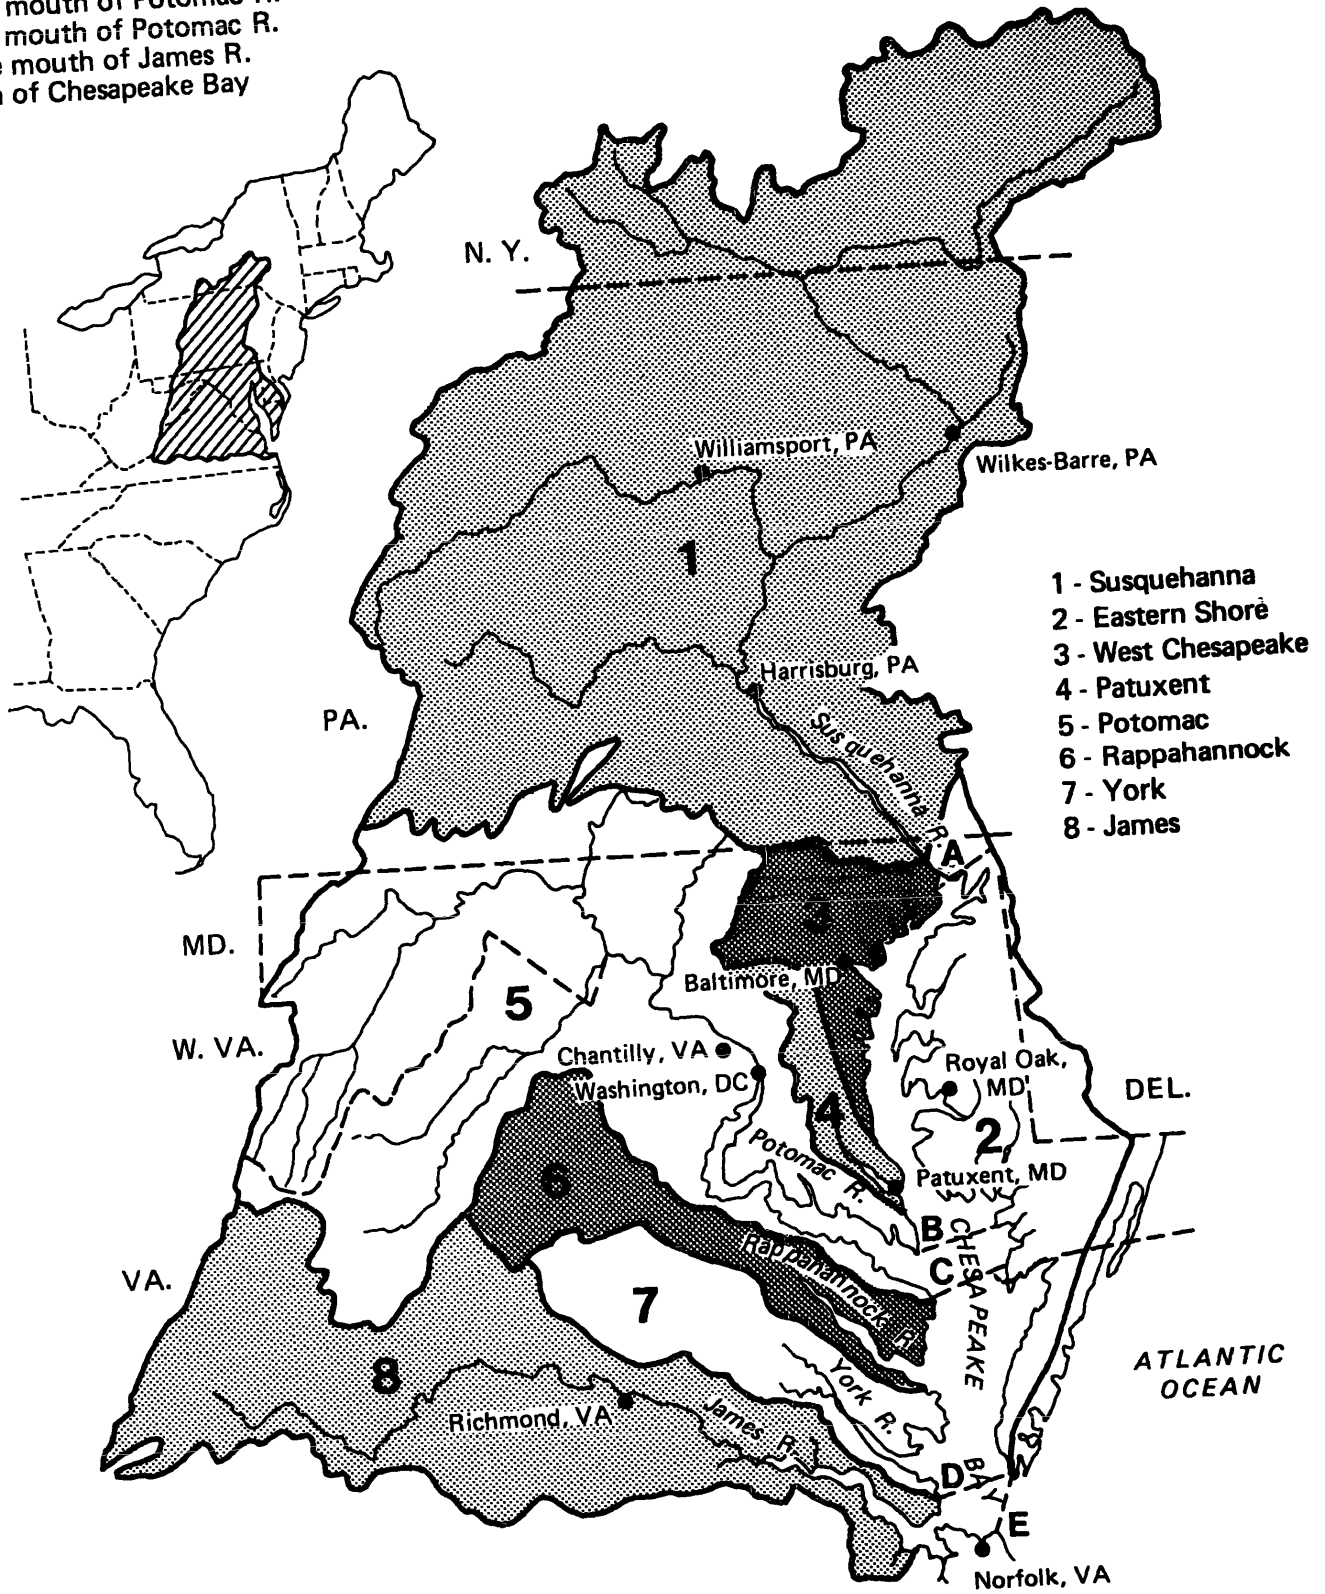 mouth of Potomac R.
mouth of Potomac R.
mouth of James R.
of Chesapeake Bay
N. Y.
Williamsport, PA
Wilkes-Barre, PA
1
1 - Susquehanna
2 - Eastern Shore
3 - West Chesapeake
4 - Patuxent
5 - Potomac
6 - Rappahannock
7 - York
8 - James
Harrisburg, PA
PA.
Susquehanna R.
A
3
MD.
Baltimore, MD
5
W. VA.
Chantilly, VA
Washington, DC
Royal Oak,
MD
DEL.
4
2
Potomac R.
Patuxent, MD
6
B
C
CHESAPEAKE
BAY
Rappahannock R.
VA.
7
8
York R.
ATLANTIC
OCEAN
Richmond, VA
James R.
D
E
Norfolk, VA